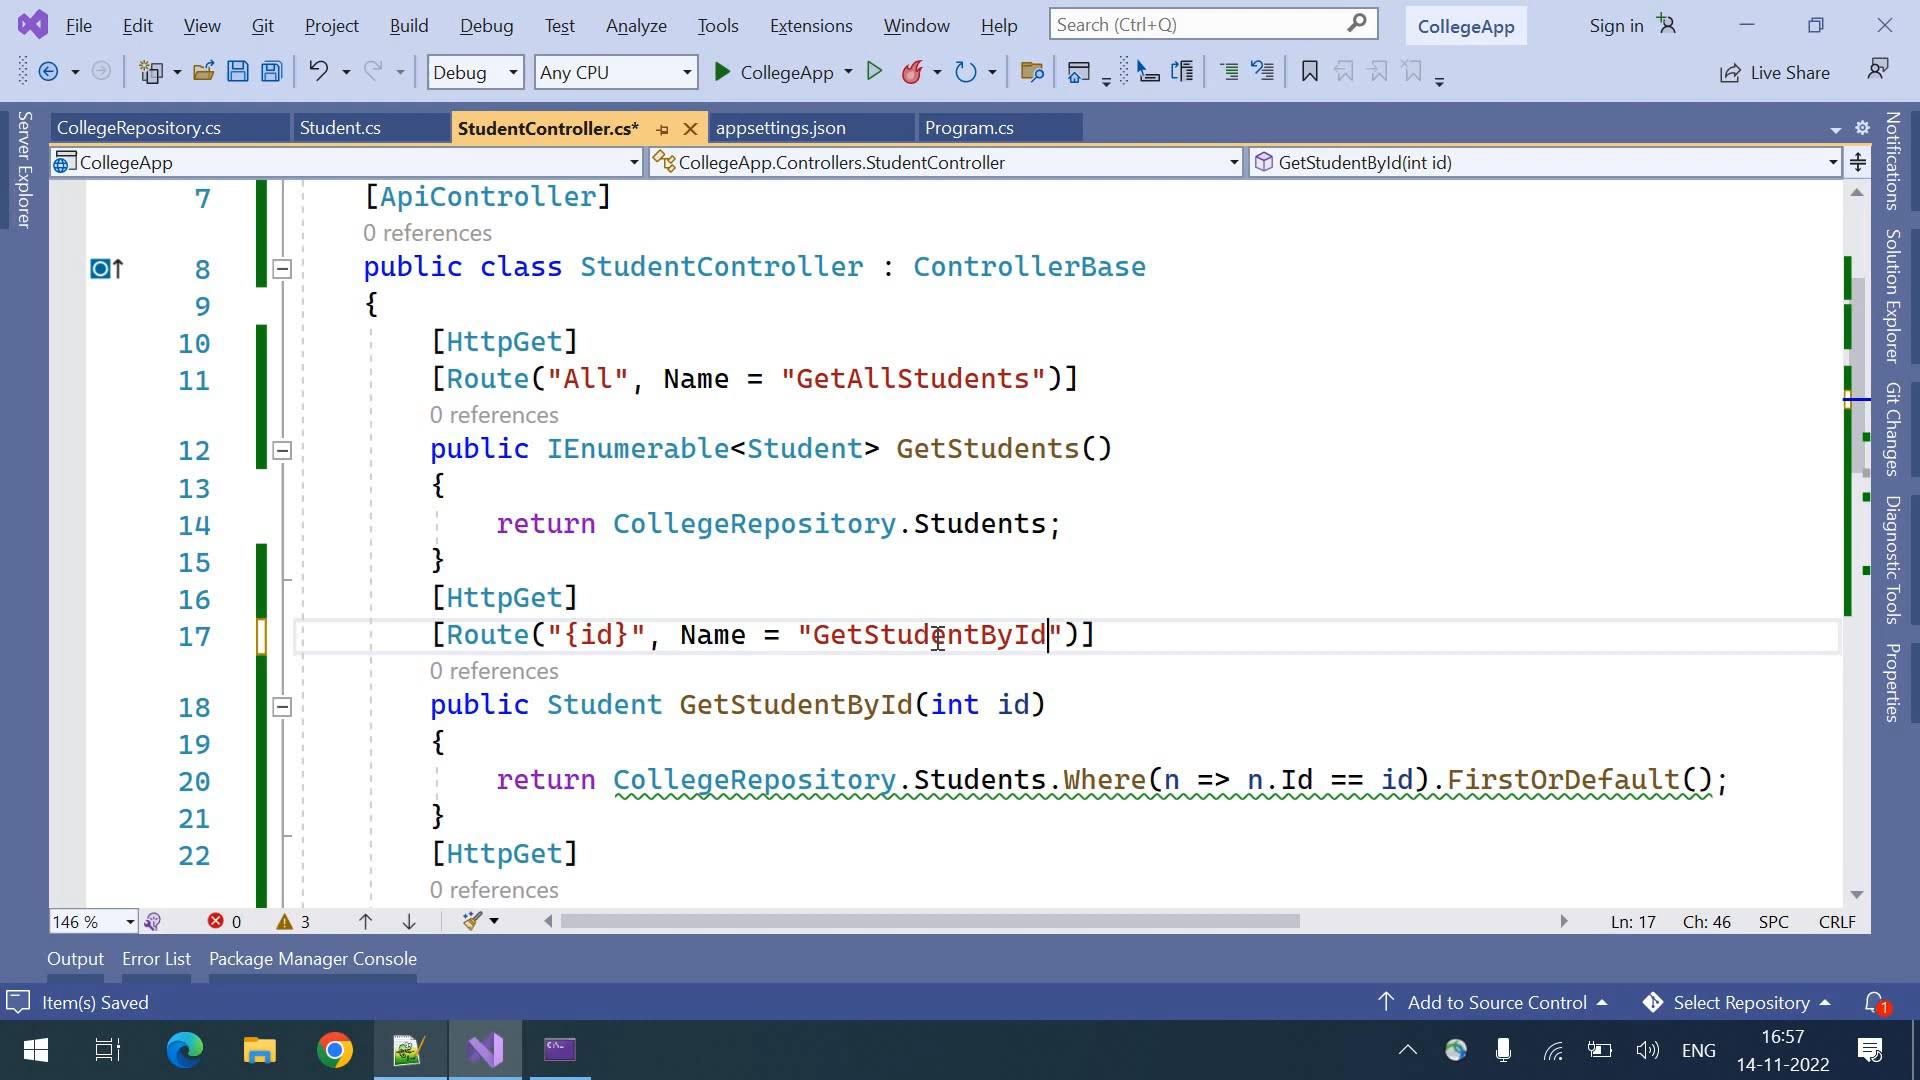 File Edit View Git Project Build Debug Test Analyze Tools Extensions Window Help Search (Ctrl+Q) CollegeApp Sign in
Debug Any CPU CollegeApp Live Share
CollegeRepository.cs Student.cs StudentController.cs* appsettings.json Program.cs
CollegeApp CollegeApp.Controllers.StudentController GetStudentById(int id)
Server Explorer
Notifications
Solution Explorer
Git Changes
Diagnostic Tools
Properties
7 [ApiController]
0 references
8 public class StudentController : ControllerBase
9 {
10 [HttpGet]
11 [Route("All", Name = "GetAllStudents")]
0 references
12 public IEnumerable<Student> GetStudents()
13 {
14 return CollegeRepository.Students;
15 }
16 [HttpGet]
17 [Route("{id}", Name = "GetStudentById")]
0 references
18 public Student GetStudentById(int id)
19 {
20 return CollegeRepository.Students.Where(n => n.Id == id).FirstOrDefault();
21 }
22 [HttpGet]
0 references
146 % 0 3 Ln: 17 Ch: 46 SPC CRLF
Output Error List Package Manager Console
Item(s) Saved Add to Source Control Select Repository 1
ENG 16:57
14-11-2022